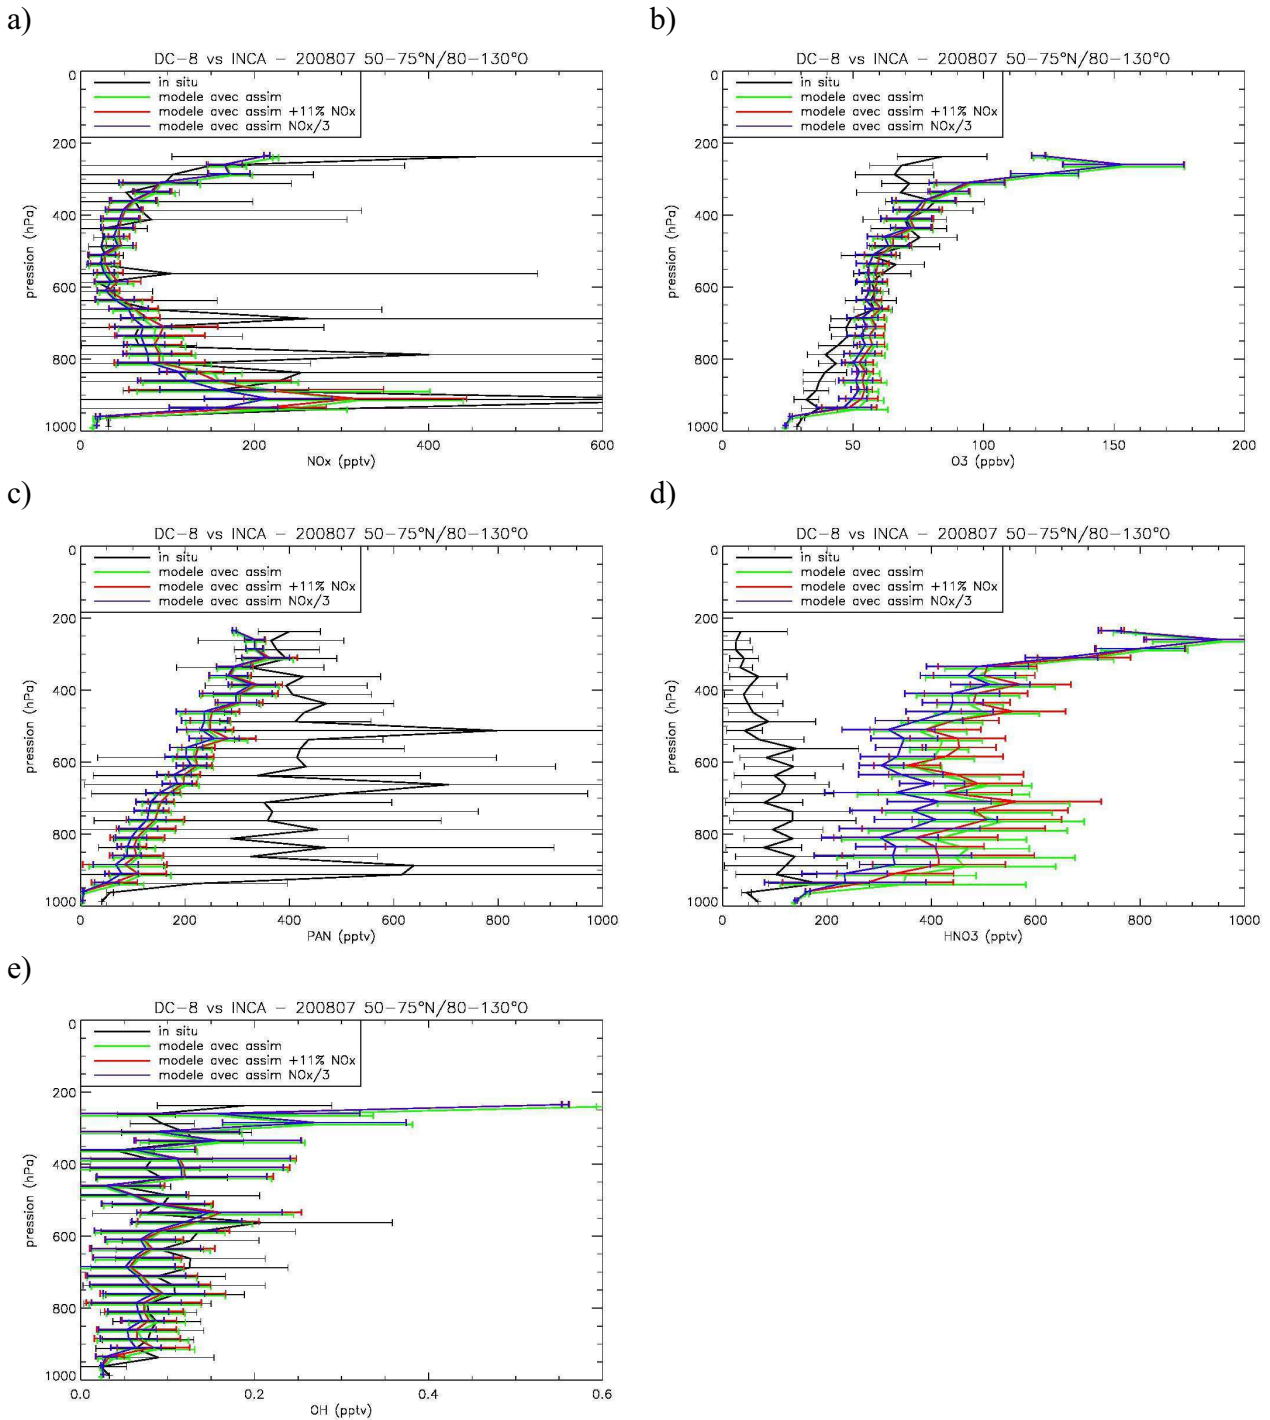 a)
DC-8 vs INCA - 200807 50-75°N/80-130°O
in situ
modele avec assim
modele avec assim +11% NOx
modele avec assim NOx/3
0
200
400
600
800
1000
pression (hPa)
0
200
400
600
NOx (pptv)
b)
DC-8 vs INCA - 200807 50-75°N/80-130°O
in situ
modele avec assim
modele avec assim +11% NOx
modele avec assim NOx/3
0
200
400
600
800
1000
pression (hPa)
0
50
100
150
200
O3 (ppbv)
c)
DC-8 vs INCA - 200807 50-75°N/80-130°O
in situ
modele avec assim
modele avec assim +11% NOx
modele avec assim NOx/3
0
200
400
600
800
1000
pression (hPa)
0
200
400
600
800
1000
PAN (pptv)
d)
DC-8 vs INCA - 200807 50-75°N/80-130°O
in situ
modele avec assim
modele avec assim +11% NOx
modele avec assim NOx/3
0
200
400
600
800
1000
pression (hPa)
0
200
400
600
800
1000
HNO3 (pptv)
e)
DC-8 vs INCA - 200807 50-75°N/80-130°O
in situ
modele avec assim
modele avec assim +11% NOx
modele avec assim NOx/3
0
200
400
600
800
1000
pression (hPa)
0.0
0.2
0.4
0.6
OH (pptv)